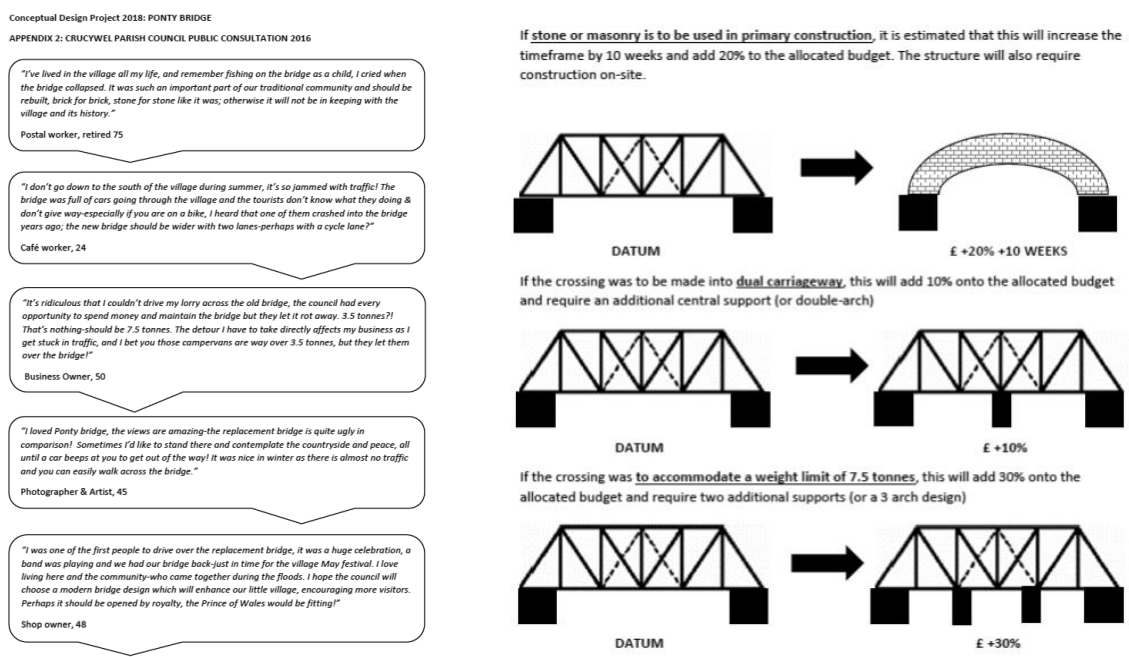 Conceptual Design Project 2018: PONTY BRIDGE
APPENDIX 2: CRUCYWEL PARISH COUNCIL PUBLIC CONSULTATION 2016
"I've lived in the village all my life, and remember fishing on the bridge as a child, I cried when
the bridge collapsed. It was such an important part of our traditional community and should be
rebuilt, brick for brick, stone for stone like it was; otherwise it will not be in keeping with the
village and its history."
Postal worker, retired 75
"I don't go down to the south of the village during summer, it's so jammed with traffic! The
bridge was full of cars going through the village and the tourists don't know what they doing &
don't give way-especially if you are on a bike, I heard that one of them crashed into the bridge
years ago; the new bridge should be wider with two lanes-perhaps with a cycle lane?"
Café worker, 24
"It's ridiculous that I couldn't drive my lorry across the old bridge, the council had every
opportunity to spend money and maintain the bridge but they let it rot away. 3.5 tonnes?!
That's nothing-should be 7.5 tonnes. The detour I have to take directly affects my business as I
get stuck in traffic, and I bet you those campervans are way over 3.5 tonnes, but they let them
over the bridge!"
Business Owner, 50
"I loved Ponty bridge, the views are amazing-the replacement bridge is quite ugly in
comparison! Sometimes I'd like to stand there and contemplate the countryside and peace, all
until a car beeps at you to get out of the way! It was nice in winter as there is almost no traffic
and you can easily walk across the bridge."
Photographer & Artist, 45
"I was one of the first people to drive over the replacement bridge, it was a huge celebration, a
band was playing and we had our bridge back-just in time for the village May festival. I love
living here and the community-who came together during the floods. I hope the council will
choose a modern bridge design which will enhance our little village, encouraging more visitors.
Perhaps it should be opened by royalty, the Prince of Wales would be fitting!"
Shop owner, 48
If stone or masonry is to be used in primary construction, it is estimated that this will increase the
timeframe by 10 weeks and add 20% to the allocated budget. The structure will also require
construction on-site.
DATUM
£ +20% +10 WEEKS
If the crossing was to be made into dual carriageway, this will add 10% onto the allocated budget
and require an additional central support (or double-arch)
DATUM
£ +10%
If the crossing was to accommodate a weight limit of 7.5 tonnes, this will add 30% onto the
allocated budget and require two additional supports (or a 3 arch design)
DATUM
£ +30%